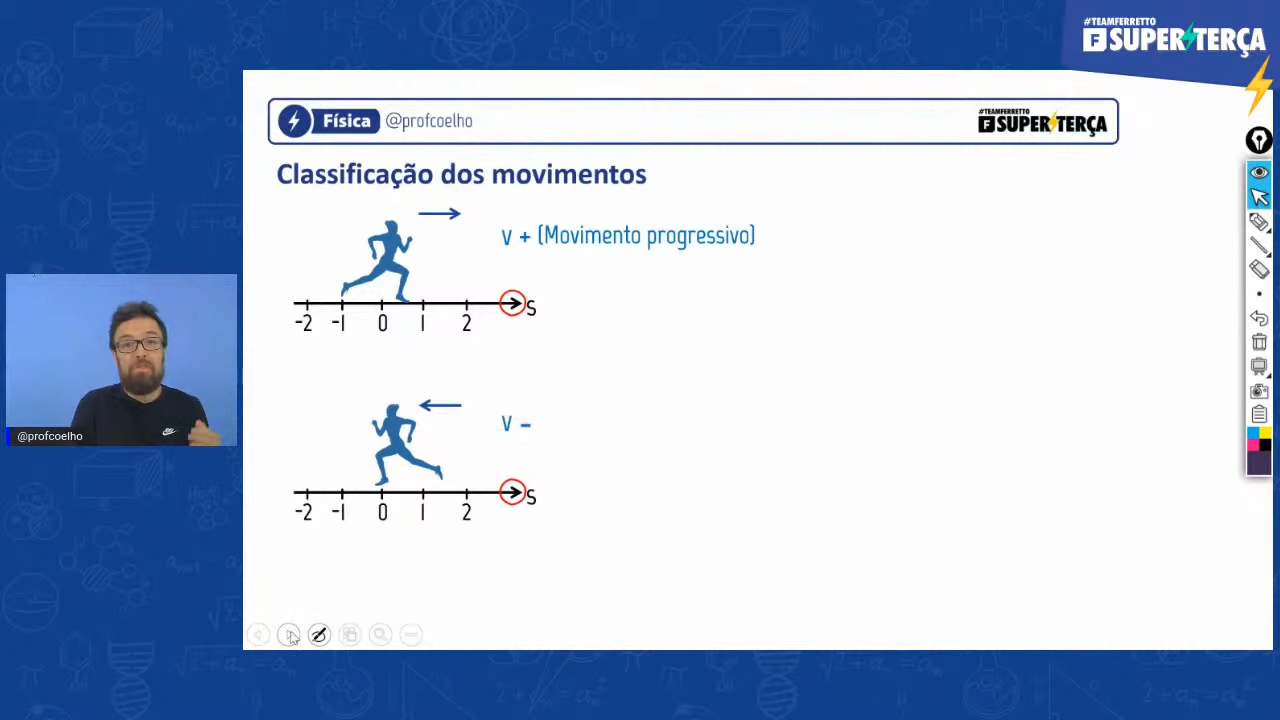 #TEAMFERRETTO
F SUPER TERÇA
Física @profcoelho
#TEAMFERRETTO
F SUPER TERÇA
Classificação dos movimentos
v + (Movimento progressivo)
S
-2 -1 0 1 2
@profcoelho
v -
S
-2 -1 0 1 2